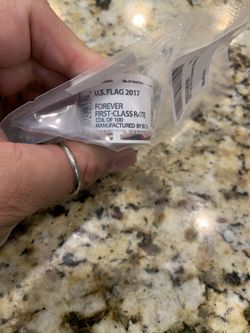 U.S. FLAG 2017
FOREVER
FIRST-CLASS RATE
COIL OF 100
MANUFACTURED BY